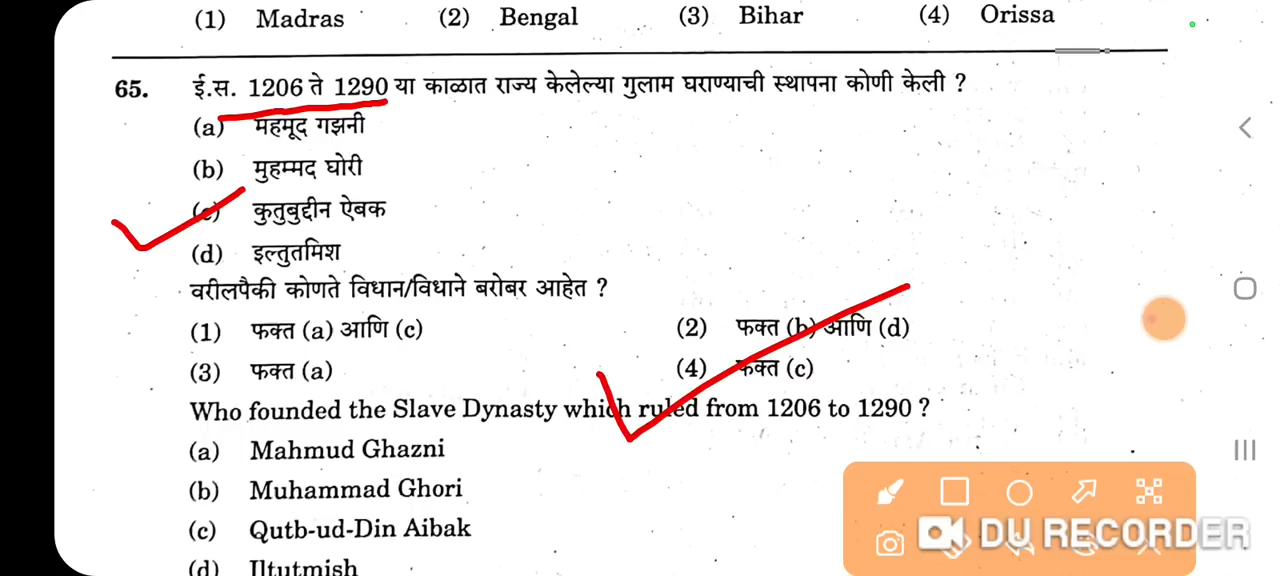 (1) Madras (2) Bengal (3) Bihar (4) Orissa
65. ई.स. 1206 ते 1290 या काळात राज्य केलेल्या गुलाम घराण्याची स्थापना कोणी केली ?
(a) महमूद गझनी
(b) मुहम्मद घोरी
(c) कुतुबुद्दीन ऐबक
(d) इल्तुतमिश
वरीलपैकी कोणते विधान/विधाने बरोबर आहेत ?
(1) फक्त (a) आणि (c) (2) फक्त (b) आणि (d)
(3) फक्त (a) (4) फक्त (c)
Who founded the Slave Dynasty which ruled from 1206 to 1290 ?
(a) Mahmud Ghazni
(b) Muhammad Ghori
(c) Qutb-ud-Din Aibak
(d) Iltutmish
DU RECORDER